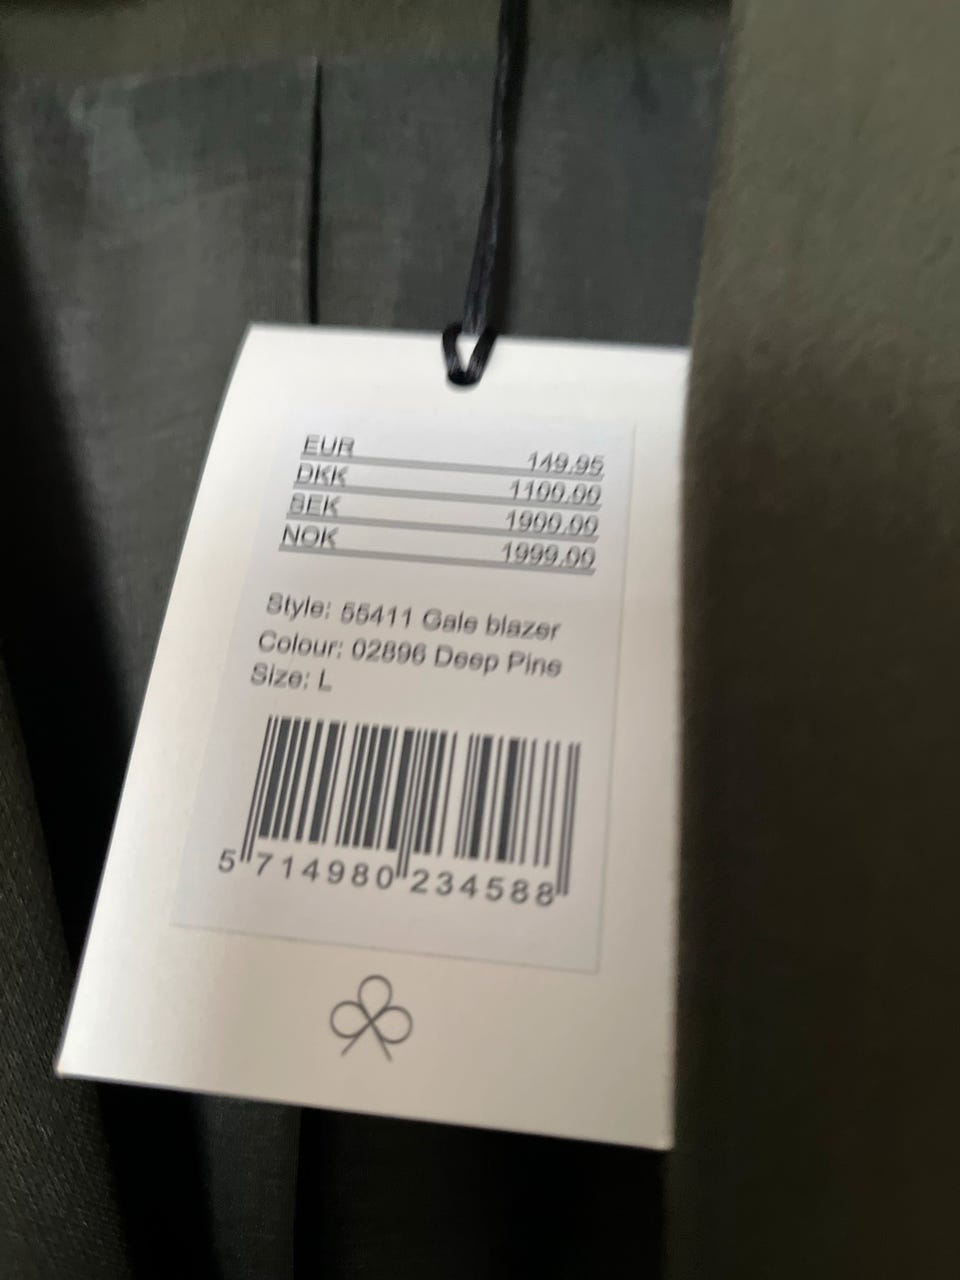 EUR 149.95
DKK 1100.00
SEK 1900.00
NOK 1999.00
Style: 55411 Gale blazer
Colour: 02896 Deep Pine
Size: L
5 714980 234588